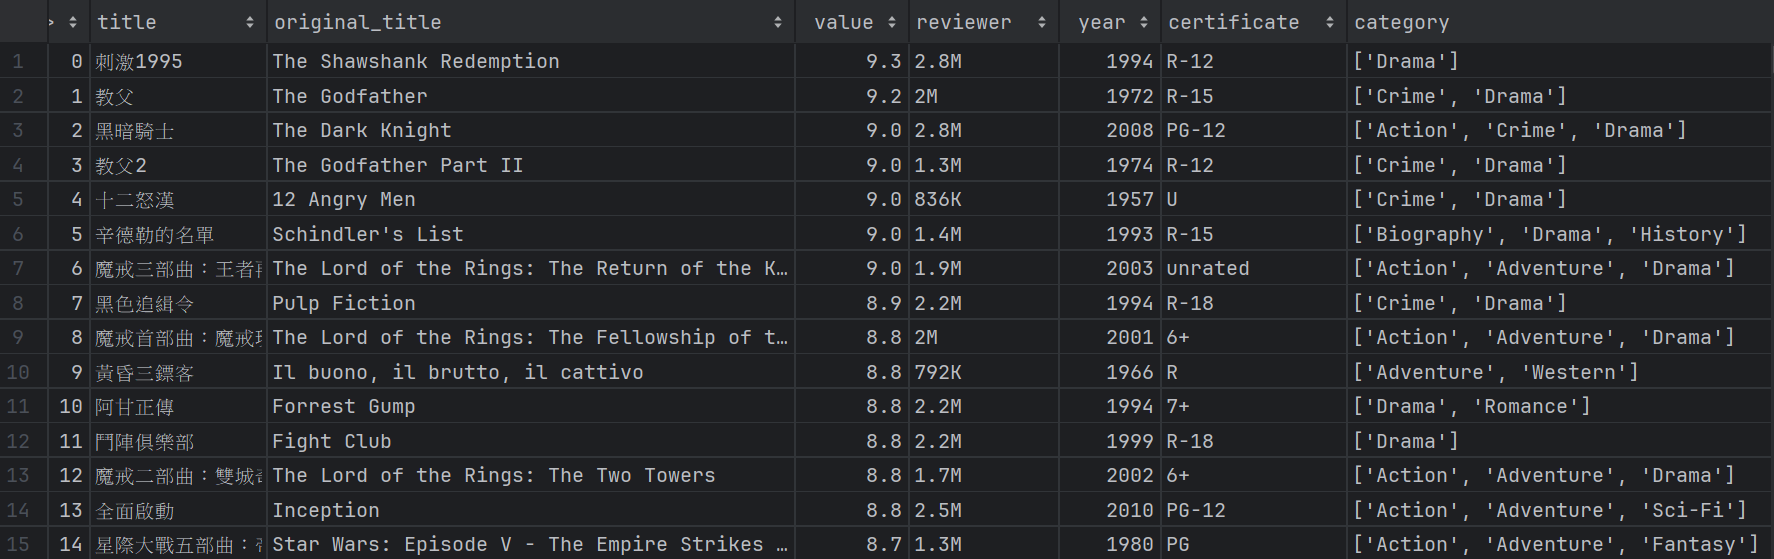 > title original_title value reviewer year certificate category
1 0 刺激1995 The Shawshank Redemption 9.3 2.8M 1994 R-12 ['Drama']
2 1 教父 The Godfather 9.2 2M 1972 R-15 ['Crime', 'Drama']
3 2 黑暗騎士 The Dark Knight 9.0 2.8M 2008 PG-12 ['Action', 'Crime', 'Drama']
4 3 教父2 The Godfather Part II 9.0 1.3M 1974 R-12 ['Crime', 'Drama']
5 4 十二怒漢 12 Angry Men 9.0 836K 1957 U ['Crime', 'Drama']
6 5 辛德勒的名單 Schindler's List 9.0 1.4M 1993 R-15 ['Biography', 'Drama', 'History']
7 6 魔戒三部曲：王者 The Lord of the Rings: The Return of the K… 9.0 1.9M 2003 unrated ['Action', 'Adventure', 'Drama']
8 7 黑色追緝令 Pulp Fiction 8.9 2.2M 1994 R-18 ['Crime', 'Drama']
9 8 魔戒首部曲：魔戒 The Lord of the Rings: The Fellowship of t… 8.8 2M 2001 6+ ['Action', 'Adventure', 'Drama']
10 9 黃昏三鏢客 Il buono, il brutto, il cattivo 8.8 792K 1966 R ['Adventure', 'Western']
11 10 阿甘正傳 Forrest Gump 8.8 2.2M 1994 7+ ['Drama', 'Romance']
12 11 鬥陣俱樂部 Fight Club 8.8 2.2M 1999 R-18 ['Drama']
13 12 魔戒二部曲：雙城 The Lord of the Rings: The Two Towers 8.8 1.7M 2002 6+ ['Action', 'Adventure', 'Drama']
14 13 全面啟動 Inception 8.8 2.5M 2010 PG-12 ['Action', 'Adventure', 'Sci-Fi']
15 14 星際大戰五部曲： Star Wars: Episode V - The Empire Strikes … 8.7 1.3M 1980 PG ['Action', 'Adventure', 'Fantasy']